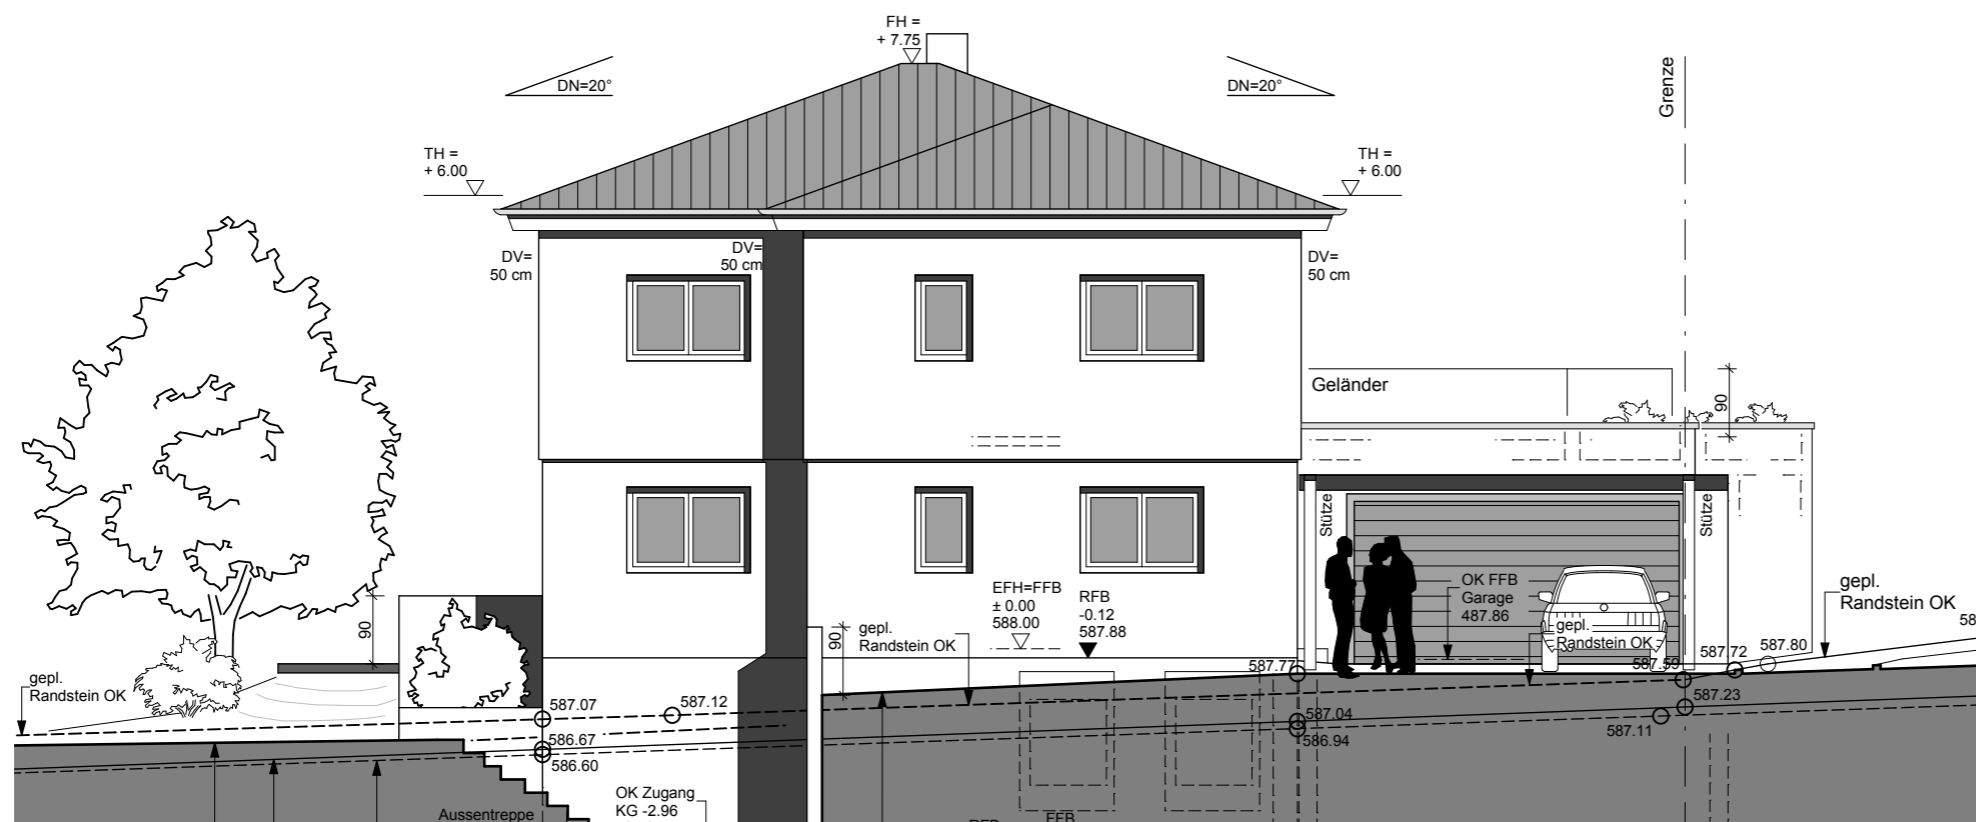 FH =
+ 7.75
DN=20°
DN=20°
Grenze
TH =
+ 6.00
TH =
+ 6.00
DV=
50 cm
DV=
50 cm
DV=
50 cm
Geländer
90
Stütze
Stütze
EFH=FFB
± 0.00
588.00
RFB
-0.12
587.88
OK FFB
Garage
487.86
gepl.
Randstein OK
90
90
gepl.
Randstein OK
gepl.
Randstein OK
gepl.
Randstein OK
587.77
587.59
587.72
587.80
58
587.07
587.12
587.04
587.23
587.11
586.67
586.94
586.60
OK Zugang
KG -2.96
Aussentreppe
RFB
FFB